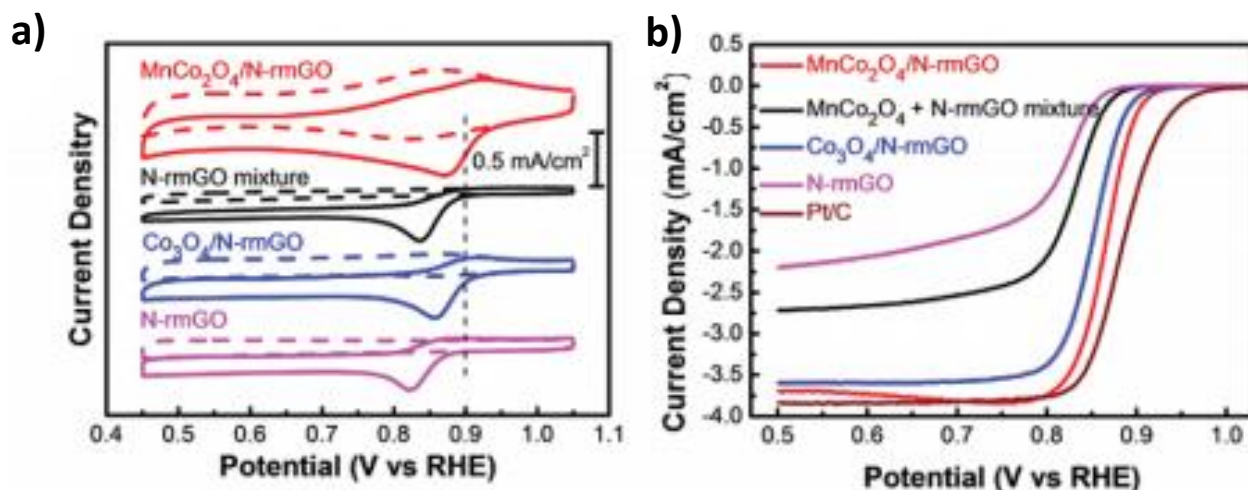 a)
MnCo2O4/N-rmGO
0.5 mA/cm2
N-rmGO mixture
Co3O4/N-rmGO
N-rmGO
Current Densitry
0.4 0.5 0.6 0.7 0.8 0.9 1.0 1.1
Potential (V vs RHE)
b)
MnCo2O4/N-rmGO
MnCo2O4 + N-rmGO mixture
Co3O4/N-rmGO
N-rmGO
Pt/C
Current Density (mA/cm2)
0.5
0.0
-0.5
-1.0
-1.5
-2.0
-2.5
-3.0
-3.5
-4.0
0.5 0.6 0.7 0.8 0.9 1.0
Potential (V vs RHE)